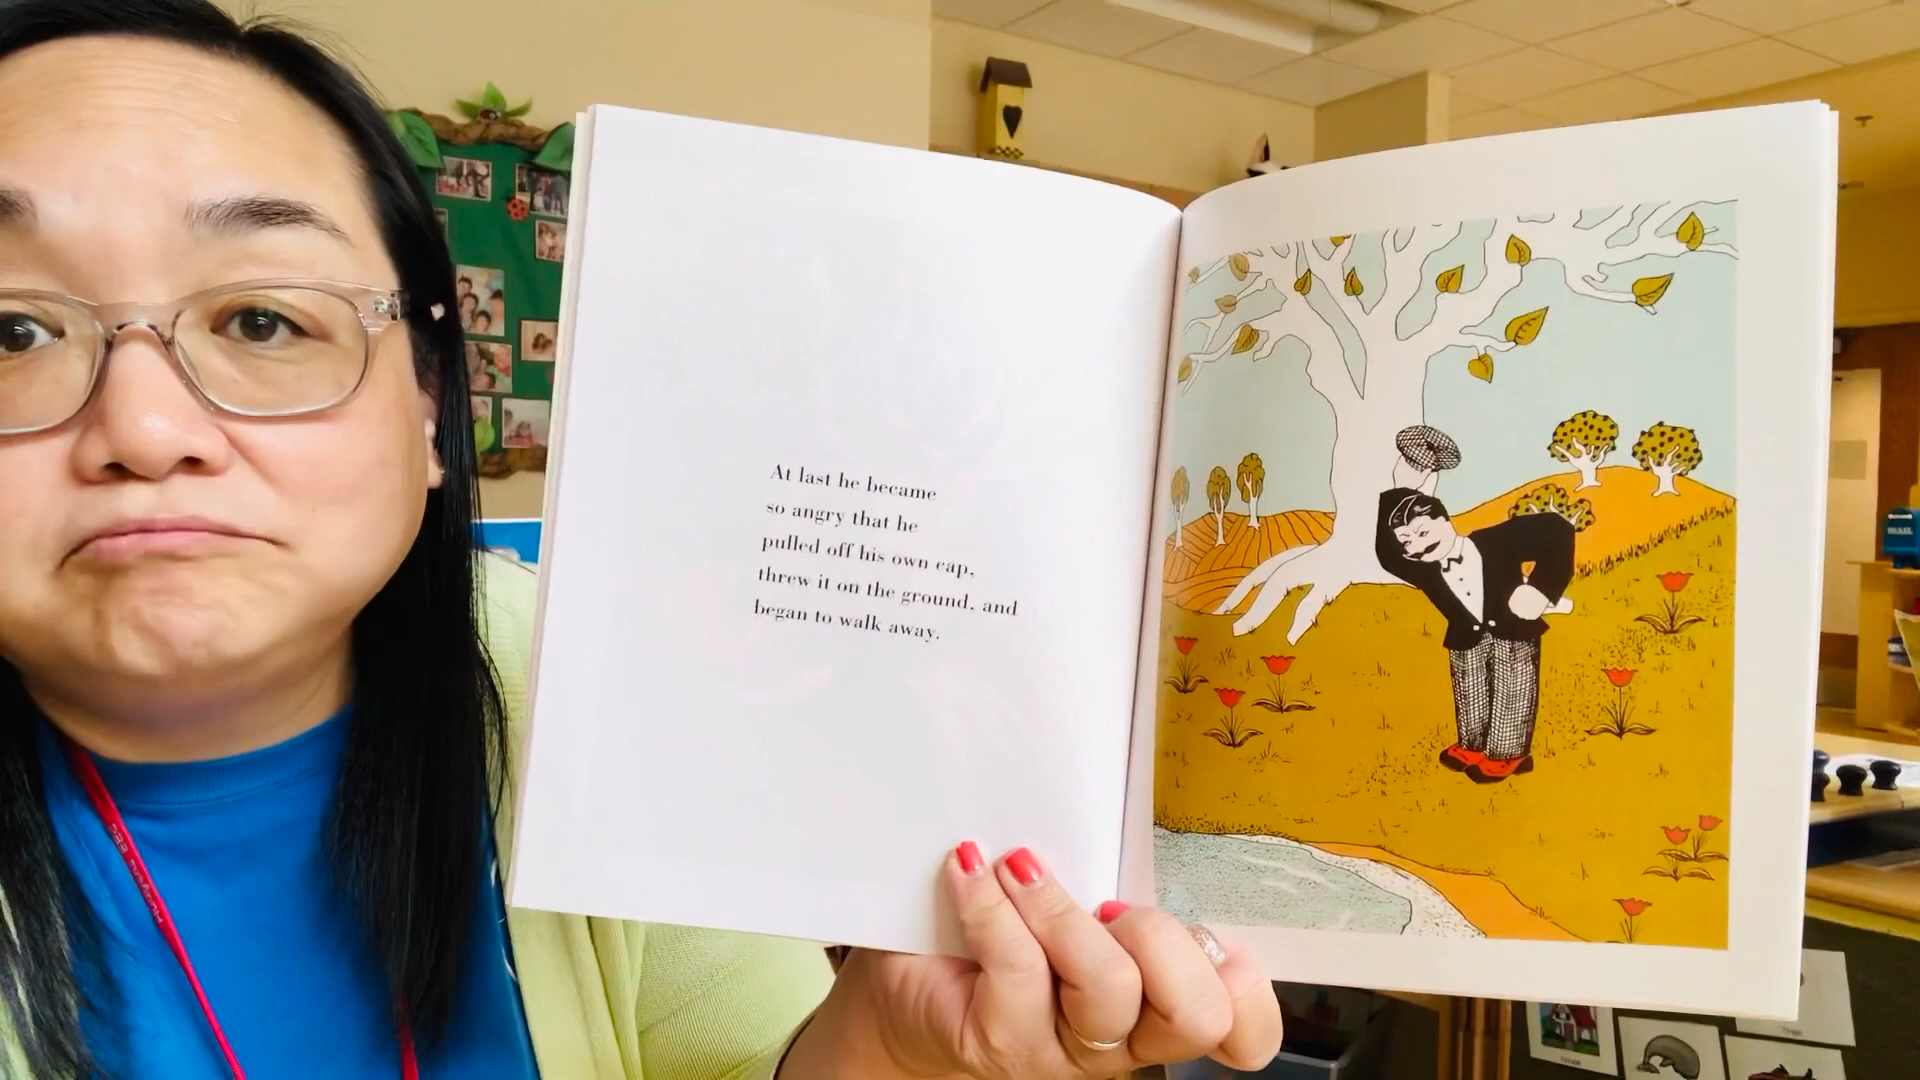 At last he became
so angry that he
pulled off his own cap,
threw it on the ground, and
began to walk away.